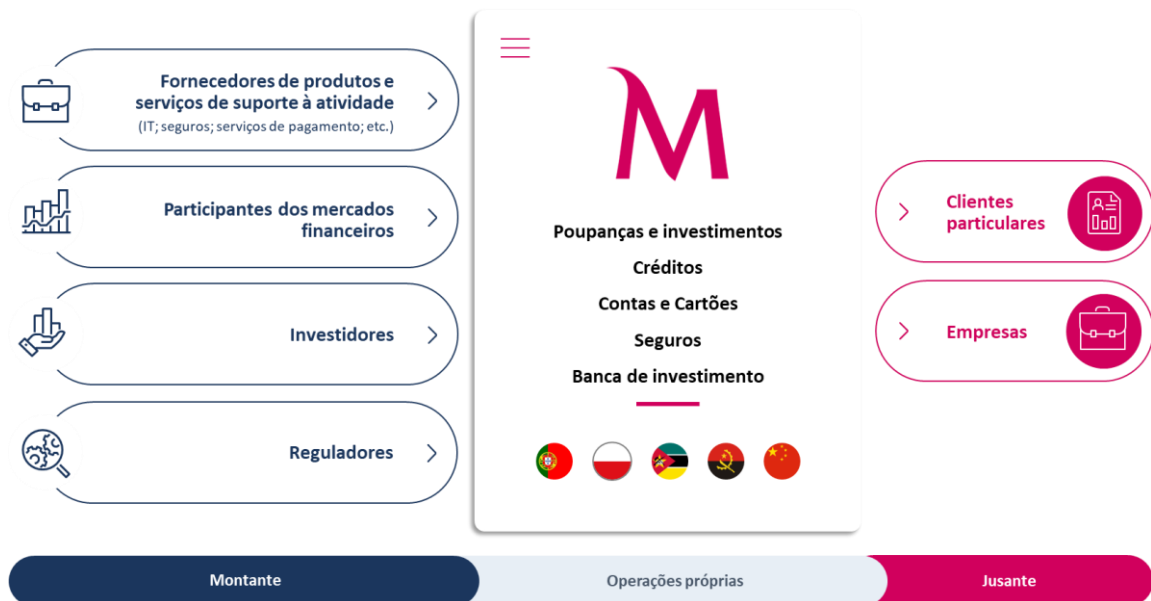 Fornecedores de produtos e
serviços de suporte à atividade
(IT; seguros; serviços de pagamento; etc.)
Participantes dos mercados
financeiros
Investidores
Reguladores
M
Poupanças e investimentos
Créditos
Contas e Cartões
Seguros
Banca de investimento
Clientes
particulares
Empresas
Montante
Operações próprias
Jusante